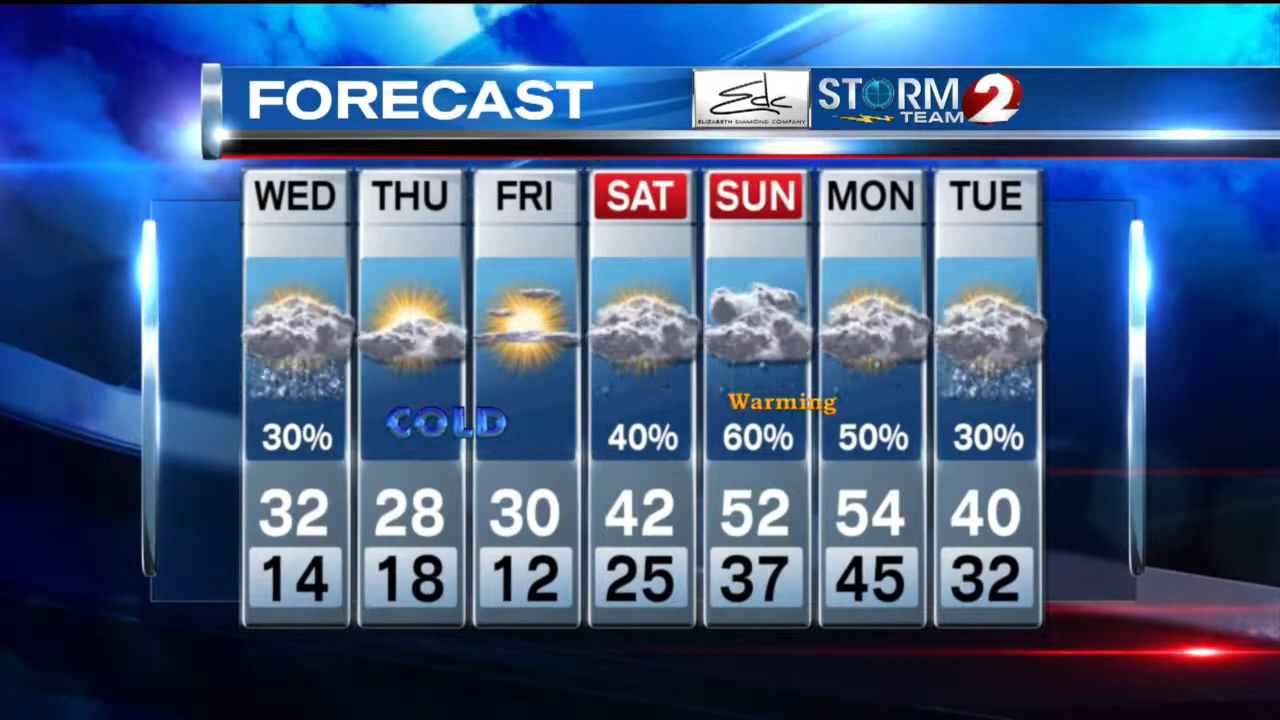 FORECAST
Edc
ELIZABETH DIAMOND COMPANY
STORM
TEAM 2
WED THU FRI SAT SUN MON TUE
Warming
COLD
30% 40% 60% 50% 30%
32 28 30 42 52 54 40
14 18 12 25 37 45 32